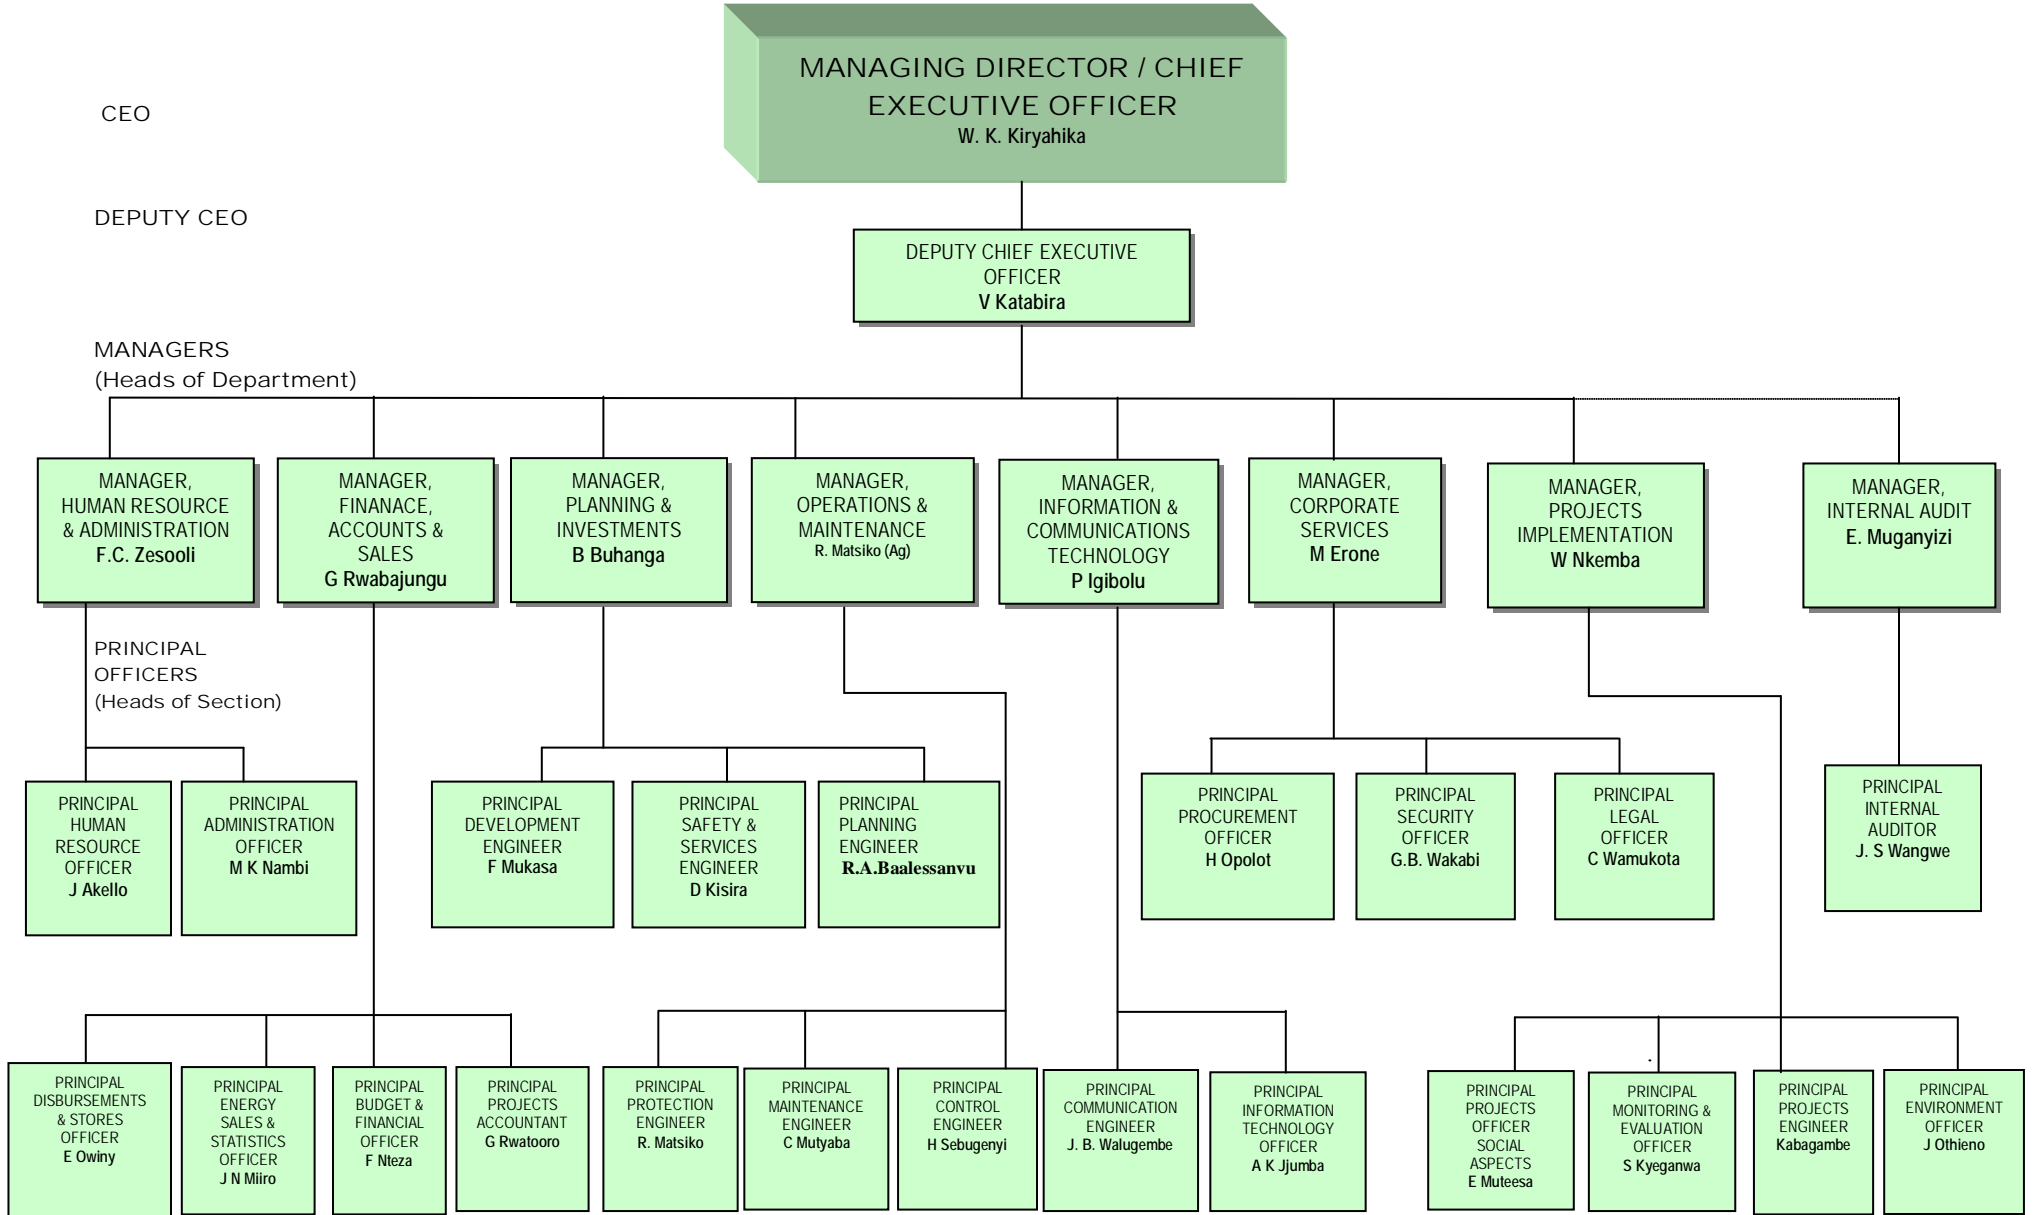 MANAGING DIRECTOR / CHIEF
EXECUTIVE OFFICER
W. K. Kiryahika
CEO
DEPUTY CEO
DEPUTY CHIEF EXECUTIVE
OFFICER
V Katabira
MANAGERS
(Heads of Department)
MANAGER,
HUMAN RESOURCE
& ADMINISTRATION
F.C. Zesooli
MANAGER,
FINANACE,
ACCOUNTS &
SALES
G Rwabajungu
MANAGER,
PLANNING &
INVESTMENTS
B Buhanga
MANAGER,
OPERATIONS &
MAINTENANCE
R. Matsiko (Ag)
MANAGER,
INFORMATION &
COMMUNICATIONS
TECHNOLOGY
P Igibolu
MANAGER,
CORPORATE
SERVICES
M Erone
MANAGER,
PROJECTS
IMPLEMENTATION
W Nkemba
MANAGER,
INTERNAL AUDIT
E. Muganyizi
PRINCIPAL
OFFICERS
(Heads of Section)
PRINCIPAL
HUMAN
RESOURCE
OFFICER
J Akello
PRINCIPAL
ADMINISTRATION
OFFICER
M K Nambi
PRINCIPAL
DEVELOPMENT
ENGINEER
F Mukasa
PRINCIPAL
SAFETY &
SERVICES
ENGINEER
D Kisira
PRINCIPAL
PLANNING
ENGINEER
R.A.Baalessanvu
PRINCIPAL
PROCUREMENT
OFFICER
H Opolot
PRINCIPAL
SECURITY
OFFICER
G.B. Wakabi
PRINCIPAL
LEGAL
OFFICER
C Wamukota
PRINCIPAL
INTERNAL
AUDITOR
J. S Wangwe
PRINCIPAL
DISBURSEMENTS
& STORES
OFFICER
E Owiny
PRINCIPAL
ENERGY
SALES &
STATISTICS
OFFICER
J N Miiro
PRINCIPAL
BUDGET &
FINANCIAL
OFFICER
F Nteza
PRINCIPAL
PROJECTS
ACCOUNTANT
G Rwatooro
PRINCIPAL
PROTECTION
ENGINEER
R. Matsiko
PRINCIPAL
MAINTENANCE
ENGINEER
C Mutyaba
PRINCIPAL
CONTROL
ENGINEER
H Sebugenyi
PRINCIPAL
COMMUNICATION
ENGINEER
J. B. Walugembe
PRINCIPAL
INFORMATION
TECHNOLOGY
OFFICER
A K Jjumba
PRINCIPAL
PROJECTS
OFFICER
SOCIAL
ASPECTS
E Muteesa
PRINCIPAL
MONITORING &
EVALUATION
OFFICER
S Kyeganwa
PRINCIPAL
PROJECTS
ENGINEER
Kabagambe
PRINCIPAL
ENVIRONMENT
OFFICER
J Othieno